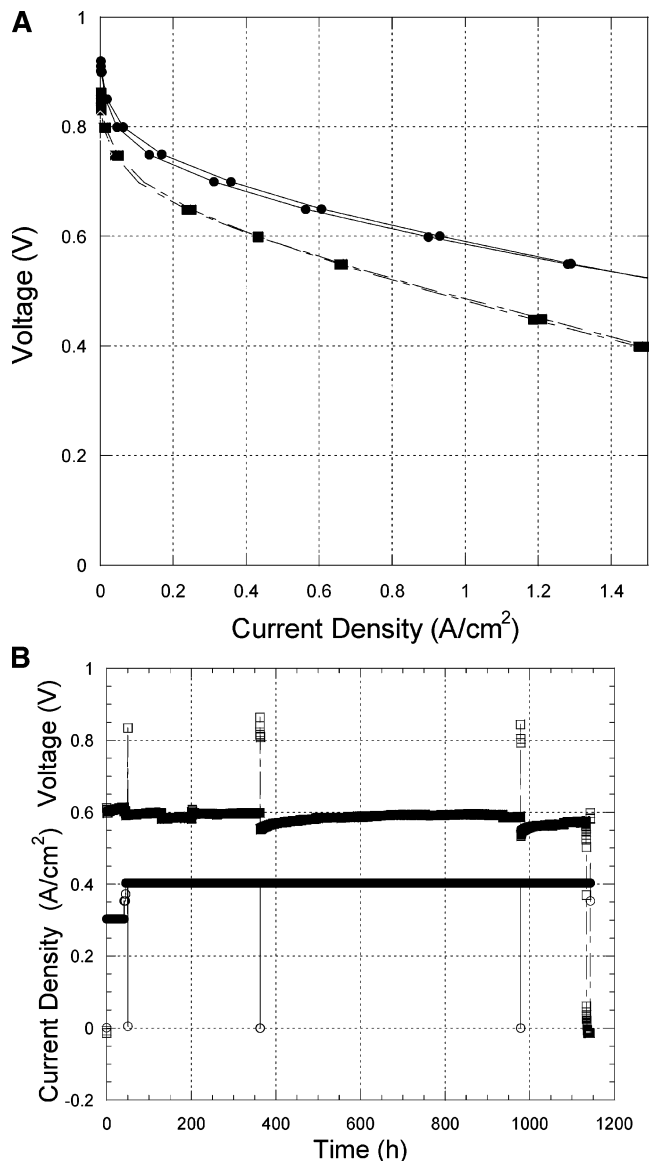 A
1
0.8
0.6
0.4
0.2
0
Voltage (V)
0 0.2 0.4 0.6 0.8 1 1.2 1.4
Current Density (A/cm²)
B
1
0.8
0.6
0.4
0.2
0
-0.2
Current Density (A/cm²) Voltage (V)
0 200 400 600 800 1000 1200
Time (h)